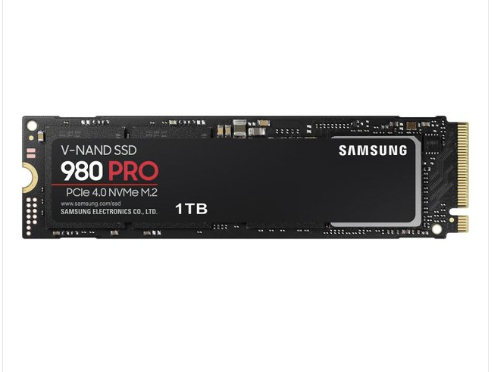 V-NAND SSD
SAMSUNG
980 PRO
PCIe 4.0 NVMe M.2
www.samsung.com/ssd
SAMSUNG ELECTRONICS CO., LTD.
1TB